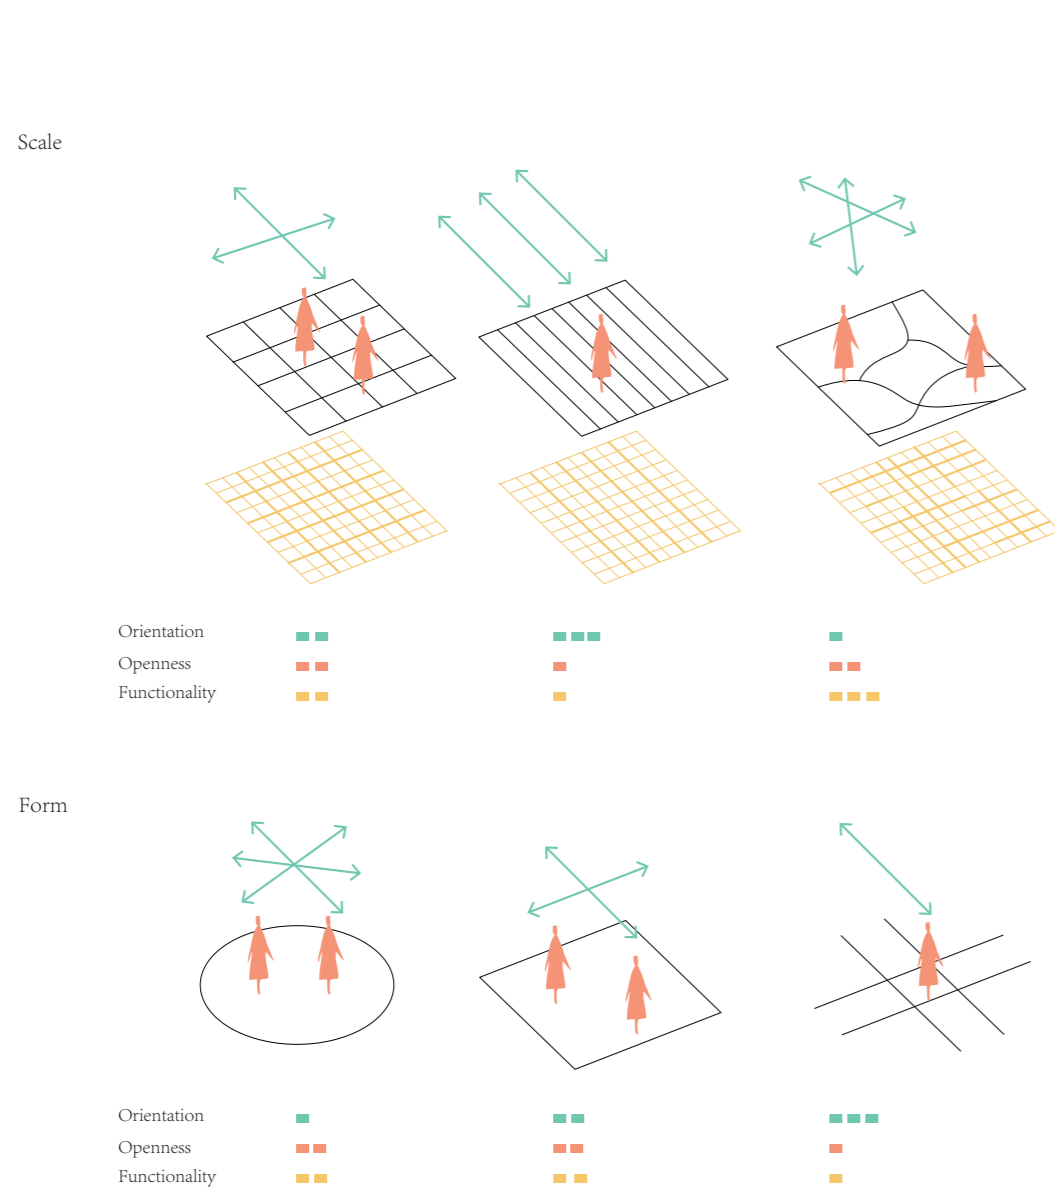 Scale
Orientation
Openness
Functionality
Form
Orientation
Openness
Functionality